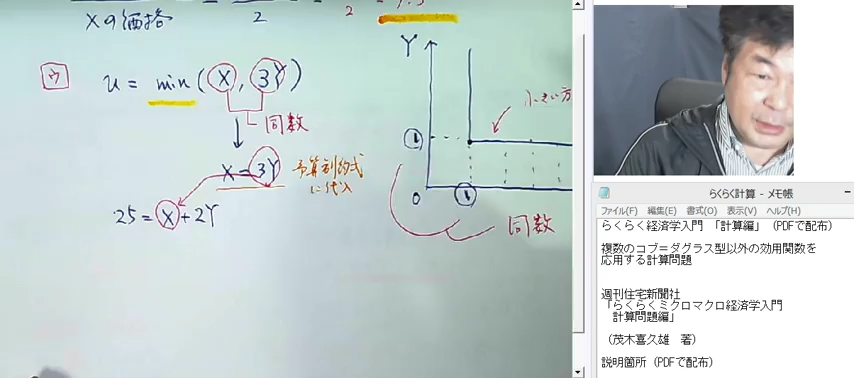 Xの価格
2
2
7.5
ウ
u = min(X, 3Y)
同数
X = 3Y
予算制約式
に代入
25 = X + 2Y
Y
小さい方
1
0
1
同数
らくらく計算 - メモ帳
ファイル(F) 編集(E) 書式(O) 表示(V) ヘルプ(H)
らくらく経済学入門 「計算編」（PDFで配布）
複数のコブ＝ダグラス型以外の効用関数を
応用する計算問題
週刊住宅新聞社
「らくらくミクロマクロ経済学入門
計算問題編」
（茂木喜久雄 著）
説明箇所（PDFで配布）